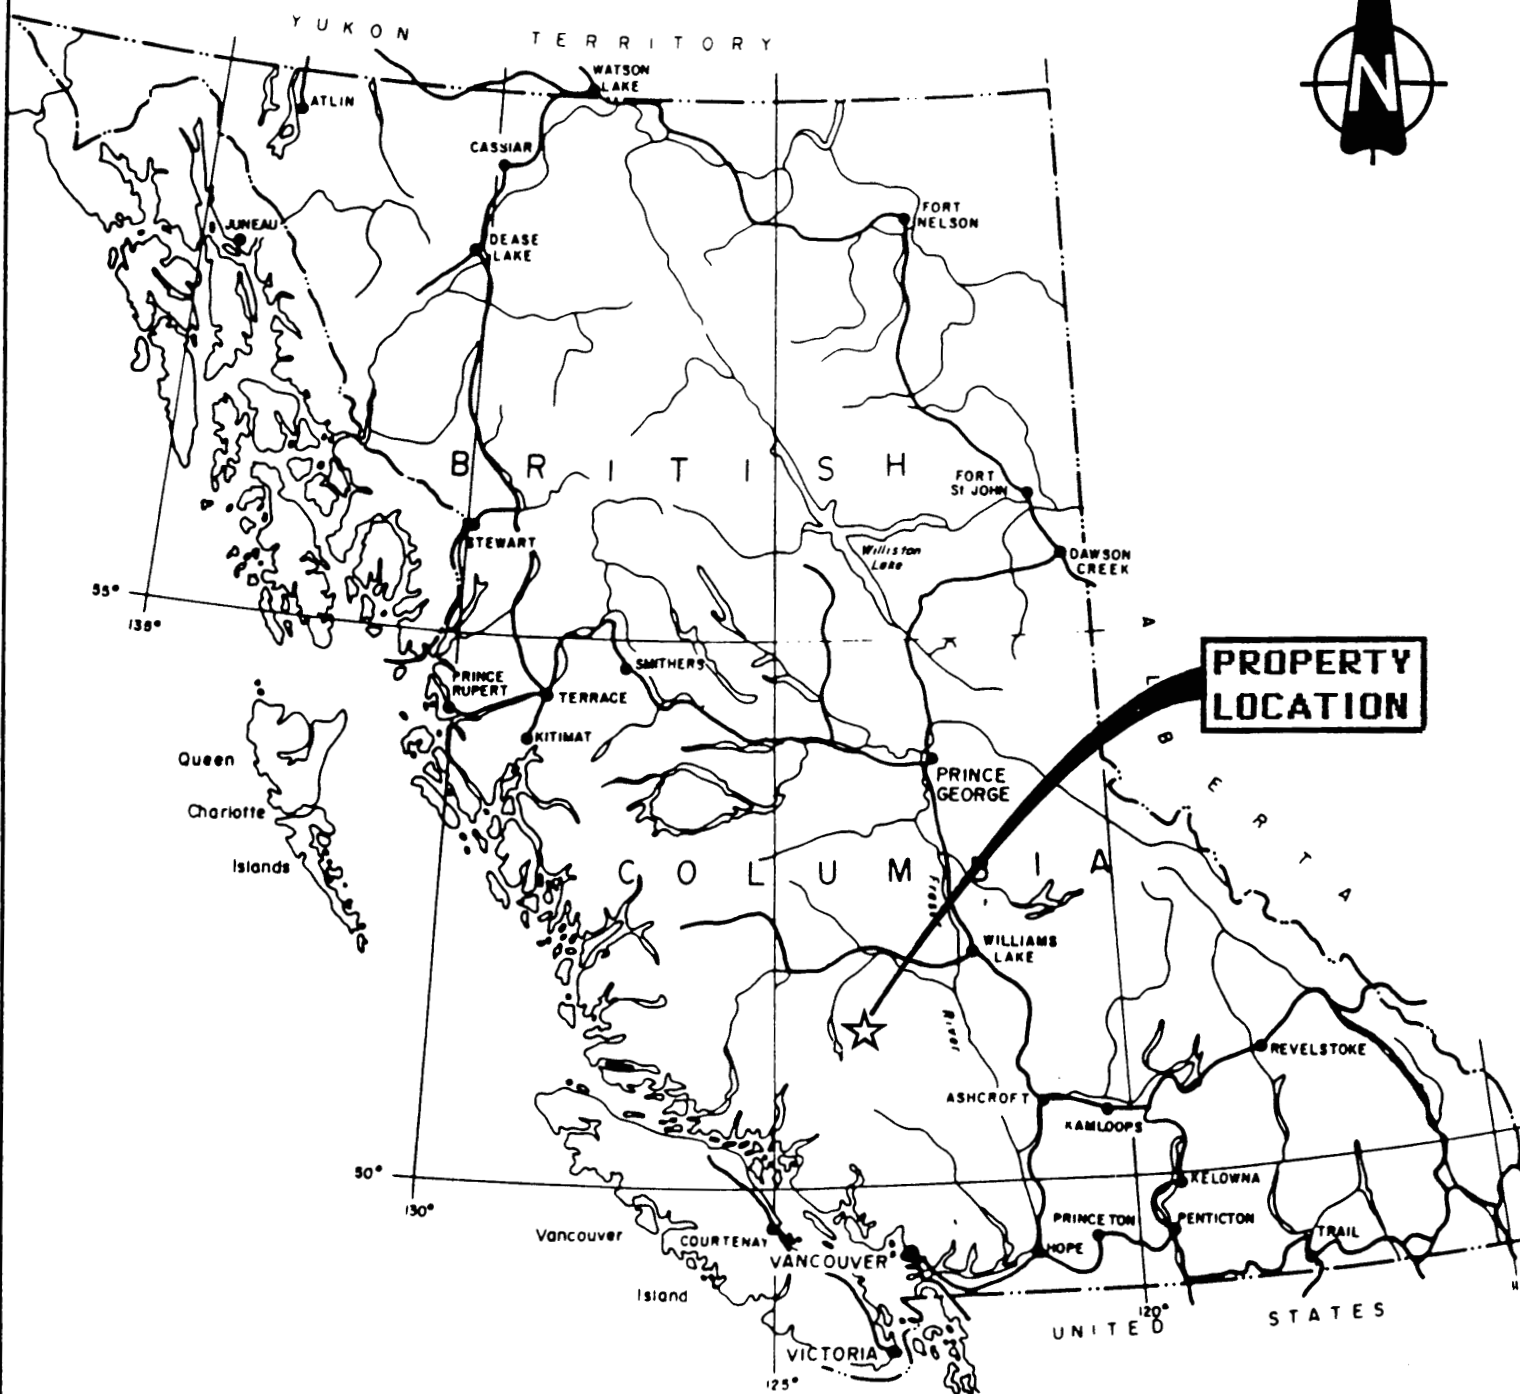 YUKON TERRITORY
N
WATSON
LAKE
ATLIN
CASSIAR
FORT
NELSON
JUNEAU
DEASE
LAKE
BRITISH
FORT
St JOHN
STEWART
Williston
Lake
DAWSON
CREEK
55°
135°
ALBERTA
PROPERTY
LOCATION
SMITHERS
PRINCE
RUPERT
TERRACE
KITIMAT
Queen
Charlotte
Islands
PRINCE
GEORGE
COLUMBIA
Fraser
River
WILLIAMS
LAKE
REVELSTOKE
ASHCROFT
KAMLOOPS
50°
130°
KELOWNA
PRINCETON
PENTICTON
TRAIL
HOPE
Vancouver
Island
COURTENAY
VANCOUVER
VICTORIA
120°
125°
UNITED STATES